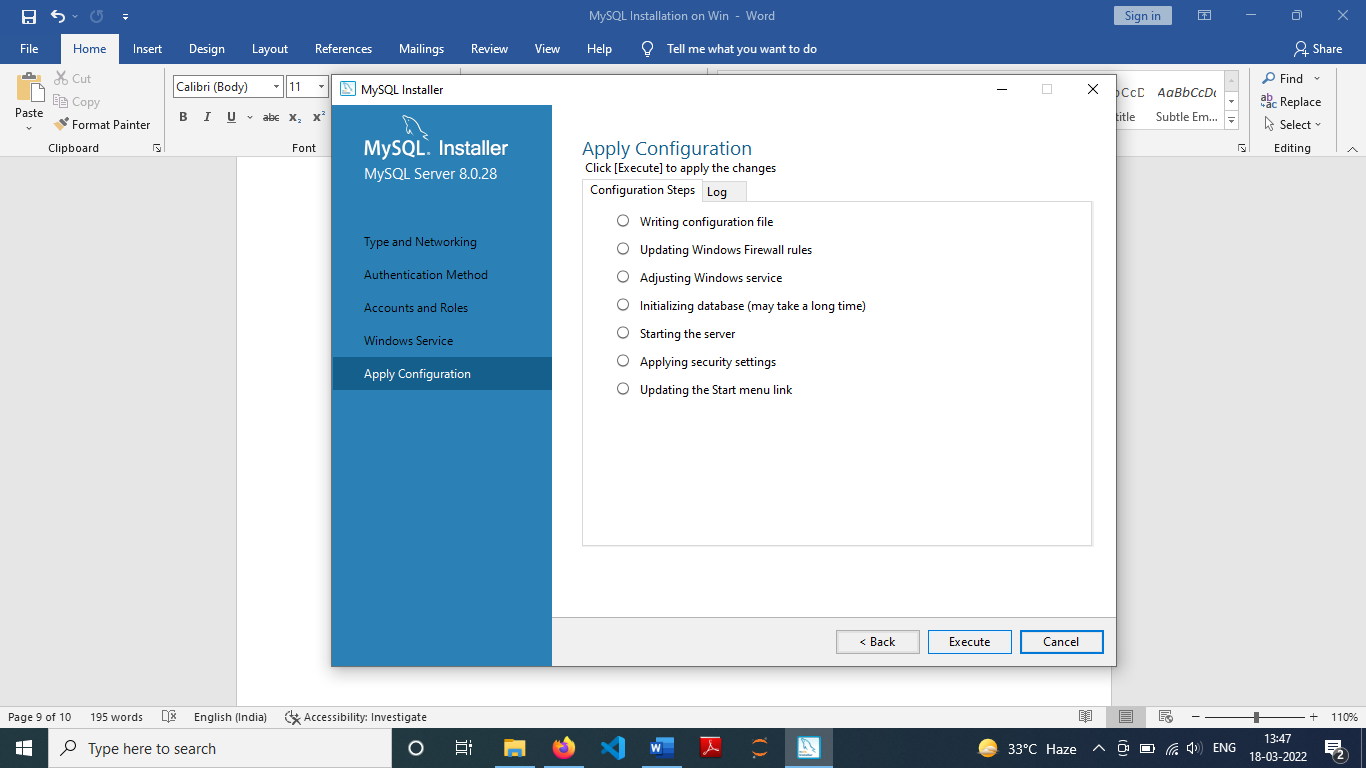 MySQL Installation on Win - Word
Sign in
File Home Insert Design Layout References Mailings Review View Help Tell me what you want to do Share
Paste
Cut
Copy
Format Painter
Clipboard
Calibri (Body) 11
B I U abc x₂ x²
Font
AaBbCcDc
Subtle Em...
Find
Replace
Select
Editing
MySQL Installer
MySQL. Installer
MySQL Server 8.0.28
Type and Networking
Authentication Method
Accounts and Roles
Windows Service
Apply Configuration
Apply Configuration
Click [Execute] to apply the changes
Configuration Steps Log
Writing configuration file
Updating Windows Firewall rules
Adjusting Windows service
Initializing database (may take a long time)
Starting the server
Applying security settings
Updating the Start menu link
< Back Execute Cancel
Page 9 of 10 195 words English (India) Accessibility: Investigate 110%
Type here to search
33°C Haze ENG
13:47
18-03-2022
2